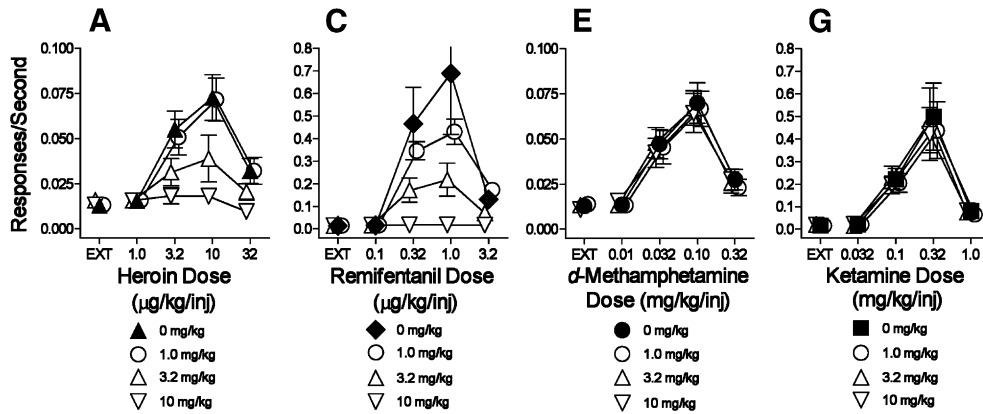 A C E G
Responses/Second
0.100
0.075
0.050
0.025
0.000
EXT 1.0 3.2 10 32
Heroin Dose
(µg/kg/inj)
0 mg/kg
1.0 mg/kg
3.2 mg/kg
10 mg/kg
0.8
0.7
0.6
0.5
0.4
0.3
0.2
0.1
0.0
EXT 0.1 0.32 1.0 3.2
Remifentanil Dose
(µg/kg/inj)
0 mg/kg
1.0 mg/kg
3.2 mg/kg
10 mg/kg
0.100
0.075
0.050
0.025
0.000
EXT 0.01 0.032 0.10 0.32
d-Methamphetamine
Dose (mg/kg/inj)
0 mg/kg
1.0 mg/kg
3.2 mg/kg
10 mg/kg
0.8
0.7
0.6
0.5
0.4
0.3
0.2
0.1
0.0
EXT 0.032 0.1 0.32 1.0
Ketamine Dose
(mg/kg/inj)
0 mg/kg
1.0 mg/kg
3.2 mg/kg
10 mg/kg